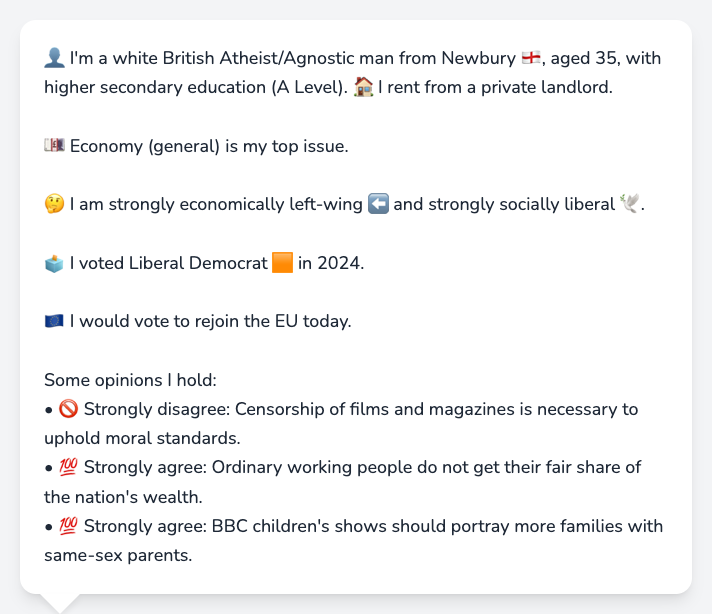 👤 I'm a white British Atheist/Agnostic man from Newbury 🏴󠁧󠁢󠁥󠁮󠁧󠁿, aged 35, with
higher secondary education (A Level). 🏠 I rent from a private landlord.
💷 Economy (general) is my top issue.
🤔 I am strongly economically left-wing ⬅️ and strongly socially liberal 🕊️.
🗳️ I voted Liberal Democrat 🟧 in 2024.
🇪🇺 I would vote to rejoin the EU today.
Some opinions I hold:
• 🚫 Strongly disagree: Censorship of films and magazines is necessary to
uphold moral standards.
• 💯 Strongly agree: Ordinary working people do not get their fair share of
the nation's wealth.
• 💯 Strongly agree: BBC children's shows should portray more families with
same-sex parents.